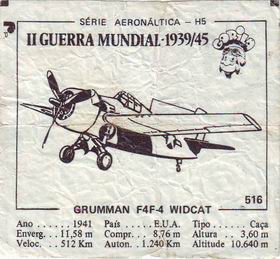 SÉRIE AERONÁUTICA - H5
II GUERRA MUNDIAL-1939/45
GORILA
GRUMMAN F4F-4 WIDCAT
516
Ano ..... 1941 País ..... E.U.A. Tipo ..... Caça
Enverg. .. 11,58 m Compr. .. 8,76 m Altura .. 3,60 m
Veloc. .. 512 Km Auton. . 1.240 Km Altitude 10.640 m